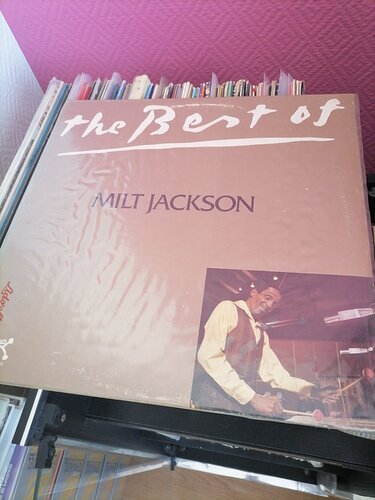 the Best of
MILT JACKSON